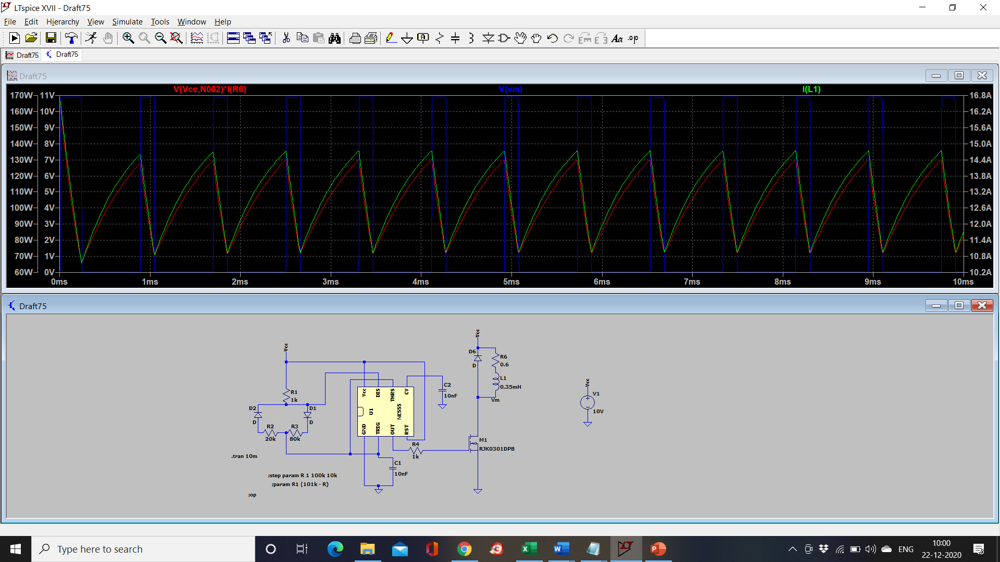 LTspice XVII - Draft75
File Edit Hierarchy View Simulate Tools Window Help
Draft75 Draft75
Draft75
V(Vcc,N002)*I(R6) V(vm) I(L1)
170W 11V 16.8A
160W 10V 16.2A
150W 9V 15.6A
140W 8V 15.0A
130W 7V 14.4A
120W 6V 13.8A
110W 5V 13.2A
100W 4V 12.6A
90W 3V 12.0A
80W 2V 11.4A
70W 1V 10.8A
60W 0V 10.2A
0ms 1ms 2ms 3ms 4ms 5ms 6ms 7ms 8ms 9ms 10ms
Draft75
Vcc
Vcc
D6
D
R6
0.6
L1
0.35mH
Vm
Vcc
V1
10V
R1
1k
D2
D
D1
D
R2
20k
R3
80k
Vcc DIS THRS CV
U1 NE555
GND TRIG OUT RST
C2
10nF
R4
1k
M1
RJK0301DPB
C1
10nF
.tran 10m
;step param R 1 100k 10k
;param R1 (101k - R)
;op
Type here to search
ENG
10:00
22-12-2020